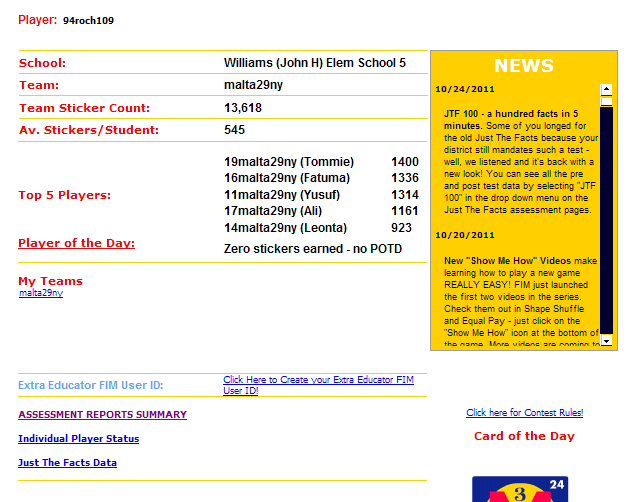 Player: 94roch109
School: Williams (John H) Elem School 5
Team: malta29ny
Team Sticker Count: 13,618
Av. Stickers/Student: 545
Top 5 Players:
19malta29ny (Tommie) 1400
16malta29ny (Fatuma) 1336
11malta29ny (Yusuf) 1314
17malta29ny (Ali) 1161
14malta29ny (Leonta) 923
Player of the Day: Zero stickers earned - no POTD
My Teams
malta29ny
NEWS
10/24/2011
JTF 100 - a hundred facts in 5
minutes. Some of you longed for
the old Just The Facts because your
district still mandates such a test -
well, we listened and it's back with a
new look! You can see all the pre
and post test data by selecting "JTF
100" in the drop down menu on the
Just The Facts assessment pages.
10/20/2011
New "Show Me How" Videos make
learning how to play a new game
REALLY EASY! FIM just launched
the first two videos in the series.
Check them out in Shape Shuffle
and Equal Pay - just click on the
"Show Me How" icon at the bottom of
the game. More videos are coming to
Extra Educator FIM User ID:
Click Here to Create your Extra Educator FIM
User ID!
ASSESSMENT REPORTS SUMMARY
Individual Player Status
Just The Facts Data
Click here for Contest Rules!
Card of the Day
3
24